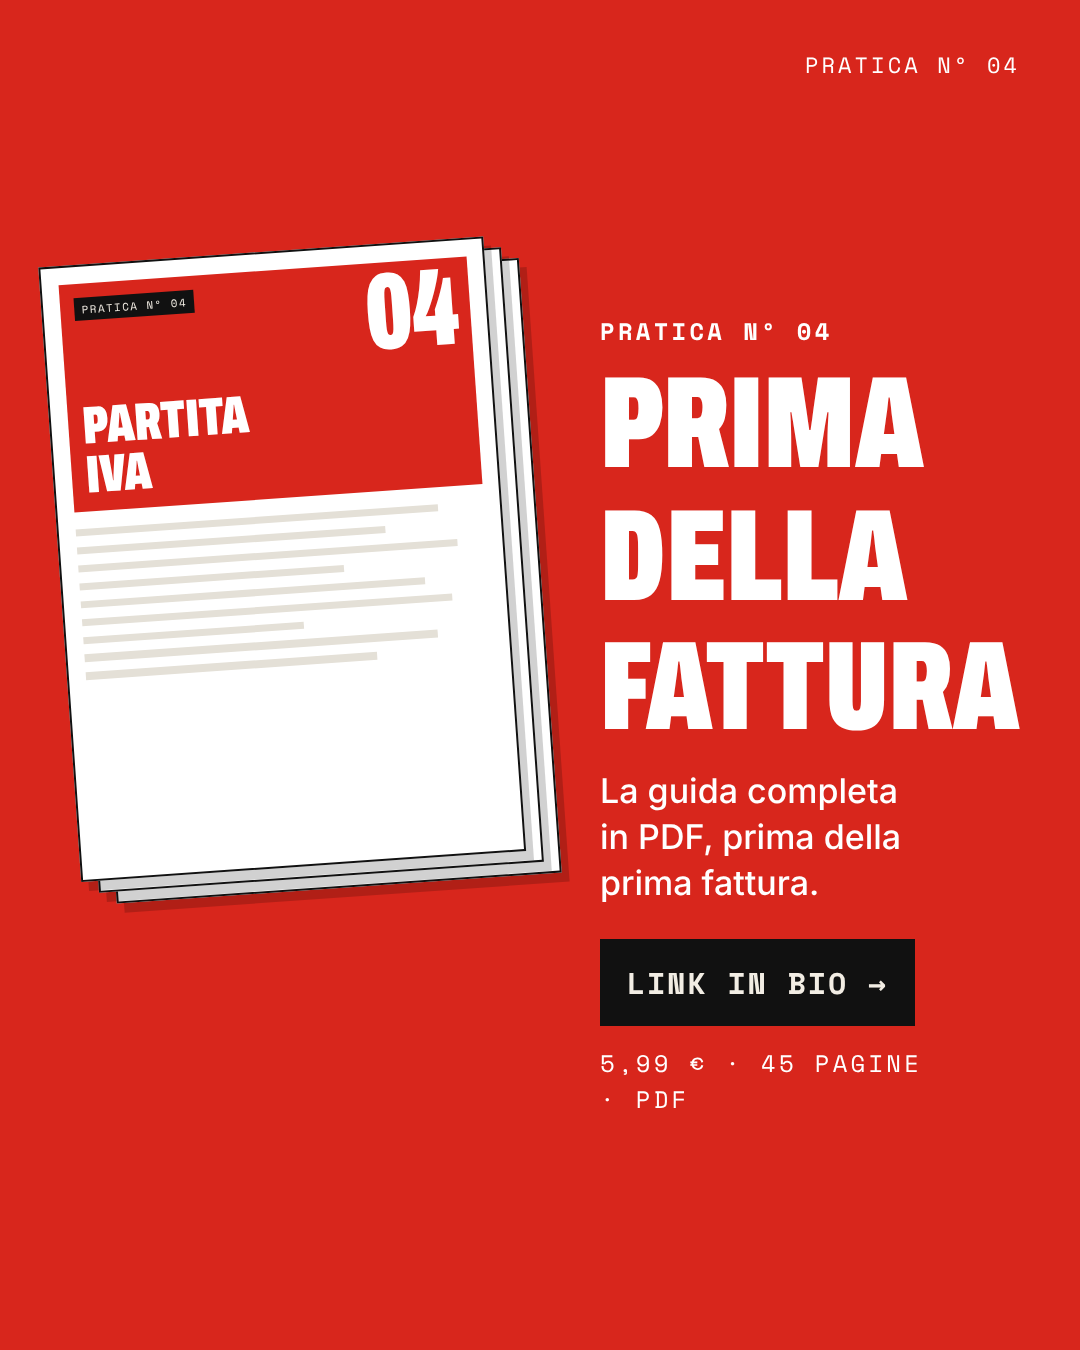 PRATICA N° 04
PRATICA N° 04
04
PARTITA
IVA
PRATICA N° 04
PRIMA
DELLA
FATTURA
La guida completa
in PDF, prima della
prima fattura.
LINK IN BIO →
5,99 € · 45 PAGINE
· PDF